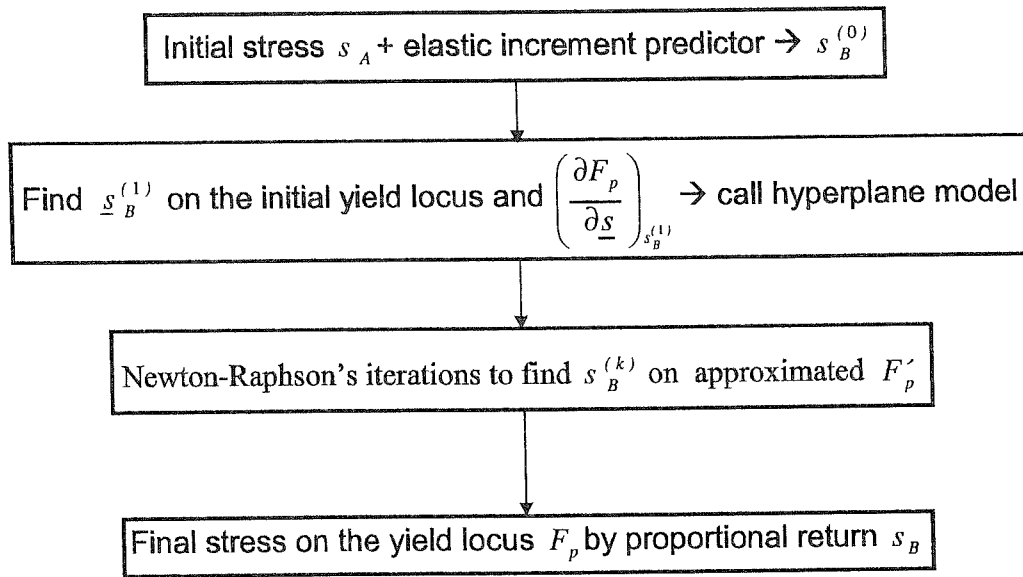 Initial stress s_A + elastic increment predictor → s_B^(0)
Find s_B^(1) on the initial yield locus and (∂F_p/∂s)_{s_B^(1)} → call hyperplane model
Newton-Raphson's iterations to find s_B^(k) on approximated F_p′
Final stress on the yield locus F_p by proportional return s_B